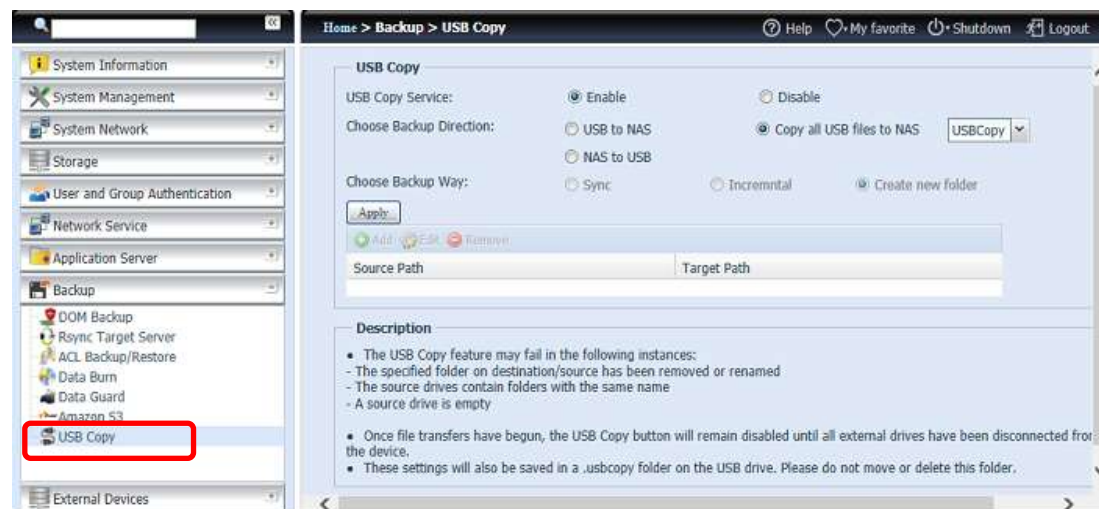 Home > Backup > USB Copy
Help
My favorite
Shutdown
Logout
System Information
System Management
System Network
Storage
User and Group Authentication
Network Service
Application Server
Backup
DOM Backup
Rsync Target Server
ACL Backup/Restore
Data Burn
Data Guard
Amazon S3
USB Copy
External Devices
USB Copy
USB Copy Service: Enable Disable
Choose Backup Direction: USB to NAS Copy all USB files to NAS USBCopy
NAS to USB
Choose Backup Way: Sync Incremntal Create new folder
Apply
Add Edit Remove
Source Path Target Path
Description
• The USB Copy feature may fail in the following instances:
- The specified folder on destination/source has been removed or renamed
- The source drives contain folders with the same name
- A source drive is empty
• Once file transfers have begun, the USB Copy button will remain disabled until all external drives have been disconnected from
the device.
• These settings will also be saved in a .usbcopy folder on the USB drive. Please do not move or delete this folder.